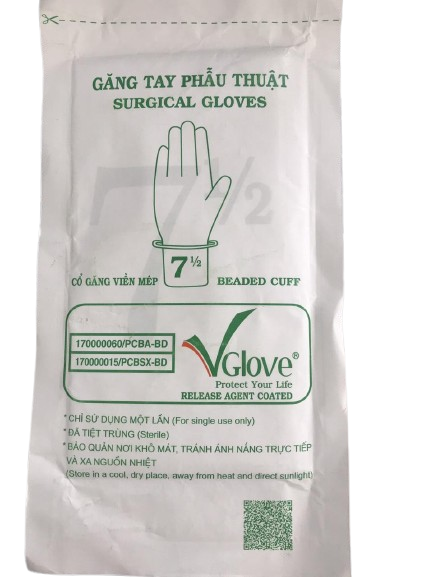 GĂNG TAY PHẪU THUẬT
SURGICAL GLOVES
7 ½
7 ½
CỔ GĂNG VIỀN MÉP
BEADED CUFF
170000060/PCBA-BD
170000015/PCBSX-BD
VGlove®
Protect Your Life
RELEASE AGENT COATED
*CHỈ SỬ DỤNG MỘT LẦN (For single use only)
*ĐÃ TIỆT TRÙNG (Sterile)
*BẢO QUẢN NƠI KHÔ MÁT, TRÁNH ÁNH NẮNG TRỰC TIẾP
VÀ XA NGUỒN NHIỆT
(Store in a cool, dry place, away from heat and direct sunlight)